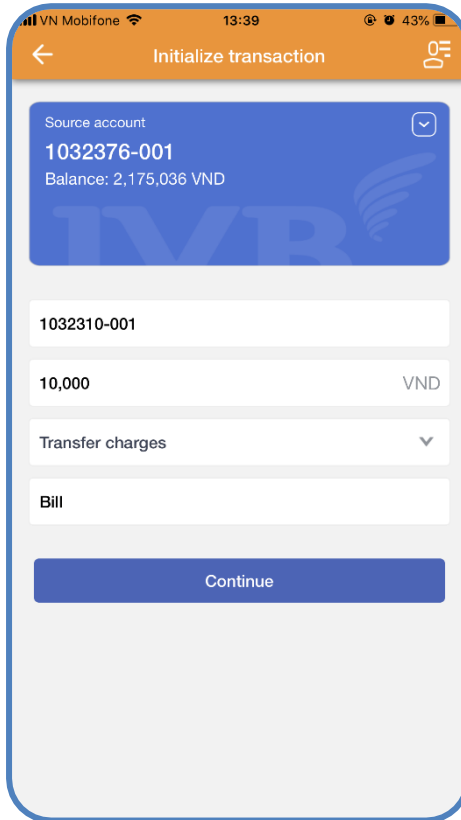 VN Mobifone 13:39 43%
Initialize transaction
Source account
1032376-001
Balance: 2,175,036 VND
IVB
1032310-001
10,000 VND
Transfer charges
Bill
Continue